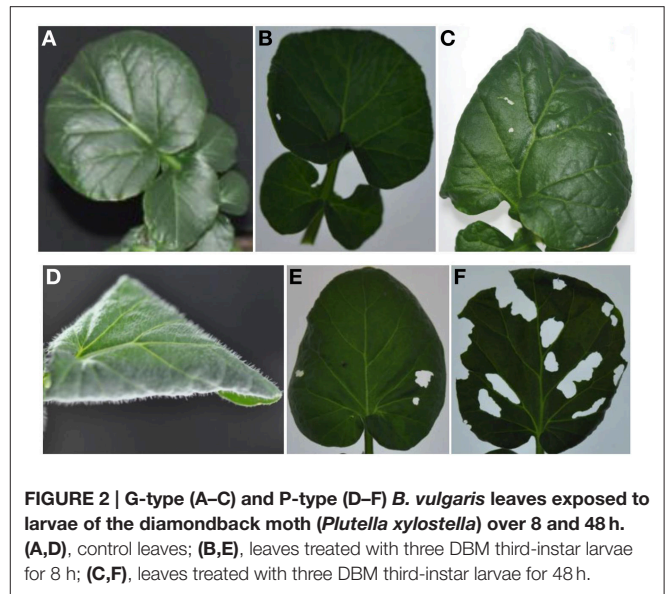 A
B
C
D
E
F
FIGURE 2 | G-type (A–C) and P-type (D–F) B. vulgaris leaves exposed to
larvae of the diamondback moth (Plutella xylostella) over 8 and 48 h.
(A,D), control leaves; (B,E), leaves treated with three DBM third-instar larvae
for 8 h; (C,F), leaves treated with three DBM third-instar larvae for 48 h.